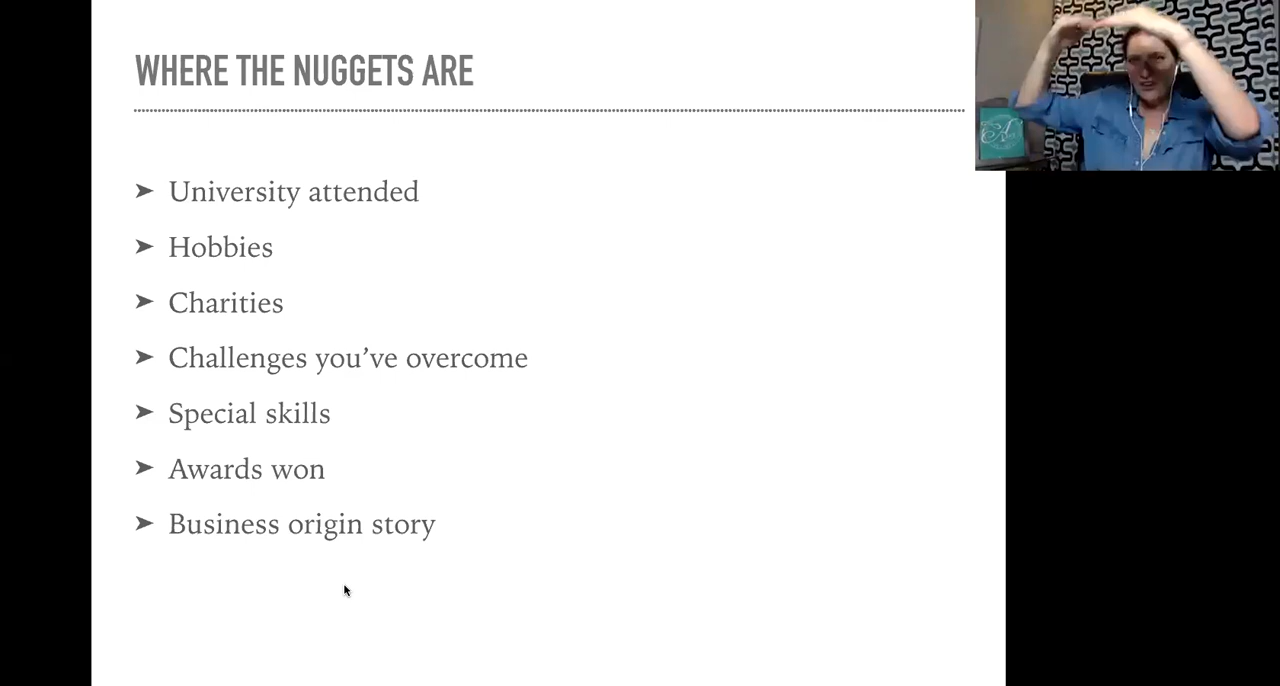 WHERE THE NUGGETS ARE
➤ University attended
➤ Hobbies
➤ Charities
➤ Challenges you’ve overcome
➤ Special skills
➤ Awards won
➤ Business origin story